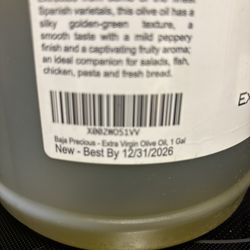 Spanish varietals, this olive oil has a
silky golden-green texture, a
smooth taste with a mild peppery
finish and a captivating fruity aroma;
an ideal companion for salads, fish,
chicken, pasta and fresh bread.
Ex
X00ZWO51VV
Baja Precious - Extra Virgin Olive Oil, 1 Gal
New - Best By 12/31/2026